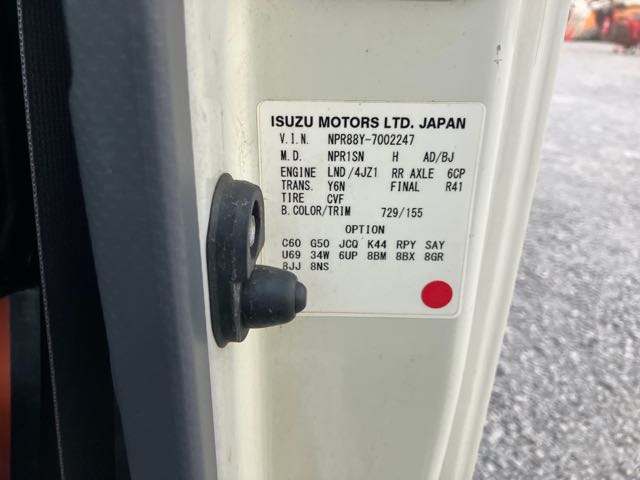 ISUZU MOTORS LTD. JAPAN
V.I.N. NPR88Y-7002247
M.D. NPR1SN H AD/BJ
ENGINE LND/4JZ1 RR AXLE 6CP
TRANS. Y6N FINAL R41
TIRE CVF
B.COLOR/TRIM 729/155
OPTION
C60 G50 JCQ K44 RPY SAY
U69 34W 6UP 8BM 8BX 8GR
8JJ 8NS